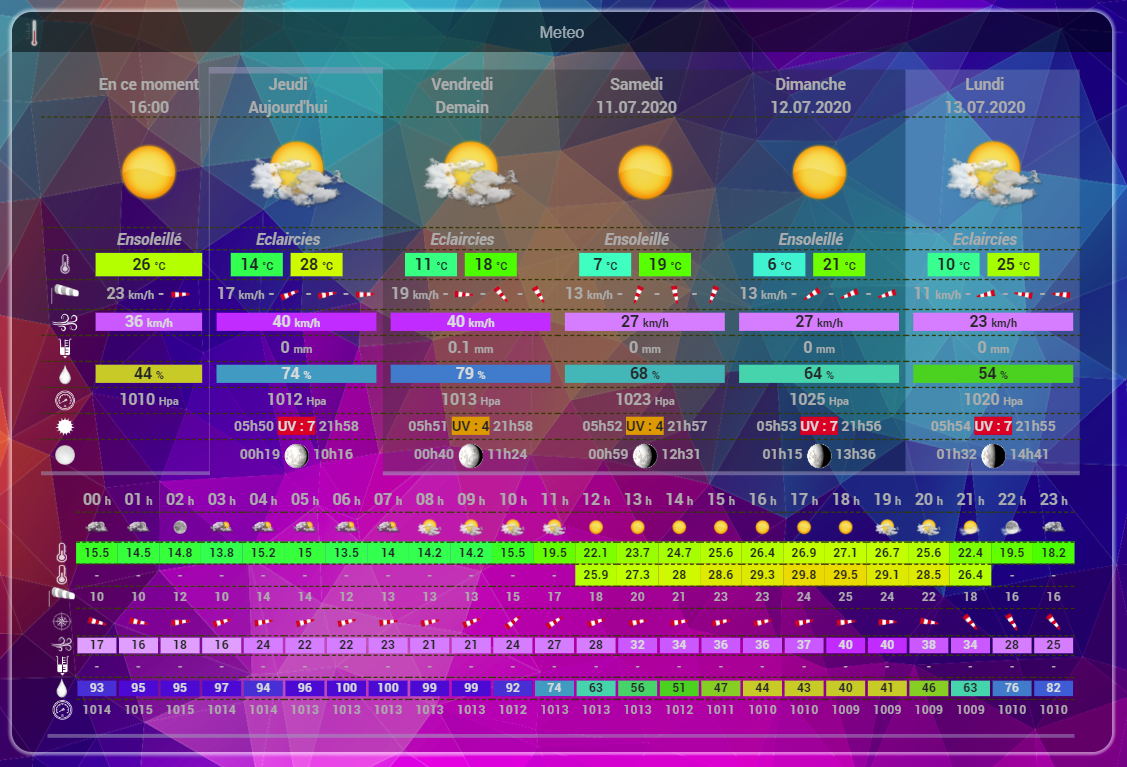 Meteo
En ce moment Jeudi Vendredi Samedi Dimanche Lundi
16:00 Aujourd'hui Demain 11.07.2020 12.07.2020 13.07.2020
Ensoleillé Eclaircies Eclaircies Ensoleillé Ensoleillé Eclaircies
26 °C 14 °C 28 °C 11 °C 18 °C 7 °C 19 °C 6 °C 21 °C 10 °C 25 °C
23 km/h - 17 km/h - - - 19 km/h - - - 13 km/h - - - 13 km/h - - - 11 km/h - - -
36 km/h 40 km/h 40 km/h 27 km/h 27 km/h 23 km/h
0 mm 0.1 mm 0 mm 0 mm 0 mm
44 % 74 % 79 % 68 % 64 % 54 %
1010 Hpa 1012 Hpa 1013 Hpa 1023 Hpa 1025 Hpa 1020 Hpa
05h50 UV : 7 21h58 05h51 UV : 4 21h58 05h52 UV : 4 21h57 05h53 UV : 7 21h56 05h54 UV : 7 21h55
00h19 10h16 00h40 11h24 00h59 12h31 01h15 13h36 01h32 14h41
00 h 01 h 02 h 03 h 04 h 05 h 06 h 07 h 08 h 09 h 10 h 11 h 12 h 13 h 14 h 15 h 16 h 17 h 18 h 19 h 20 h 21 h 22 h 23 h
15.5 14.5 14.8 13.8 15.2 15 13.5 14 14.2 14.2 15.5 19.5 22.1 23.7 24.7 25.6 26.4 26.9 27.1 26.7 25.6 22.4 19.5 18.2
- - - - - - - - - - - - 25.9 27.3 28 28.6 29.3 29.8 29.5 29.1 28.5 26.4 - -
10 10 12 10 14 14 12 13 13 13 15 17 18 20 21 23 23 24 25 24 22 18 16 16
17 16 18 16 24 22 22 23 21 21 24 27 28 32 34 36 36 37 40 40 38 34 28 25
- - - - - - - - - - - - - - - - - - - - - - - -
93 95 95 97 94 96 100 100 99 99 92 74 63 56 51 47 44 43 40 41 46 63 76 82
1014 1015 1015 1014 1014 1013 1013 1013 1013 1013 1012 1013 1013 1013 1012 1011 1010 1010 1009 1009 1009 1009 1010 1010